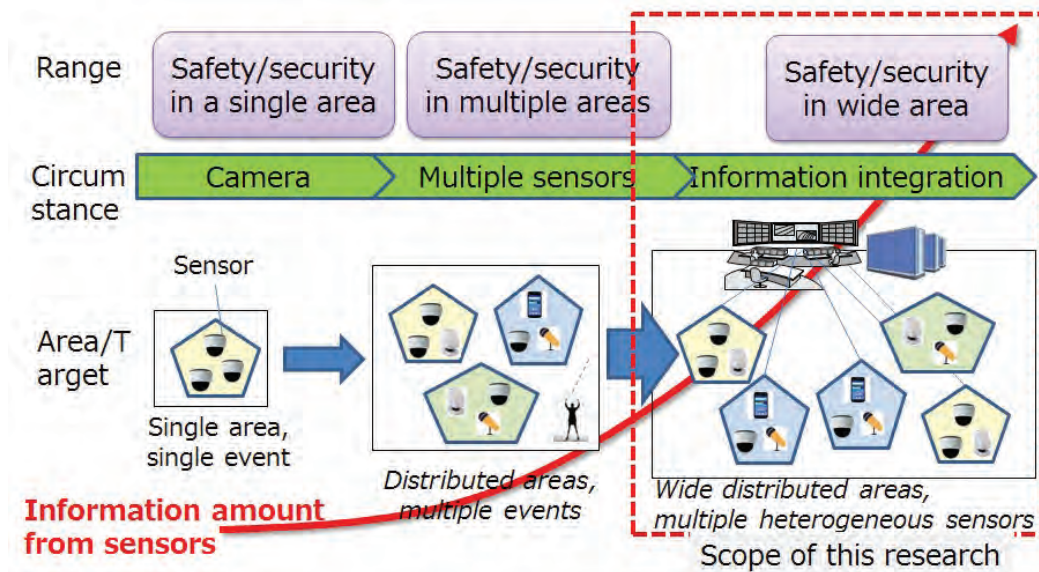 Range
Safety/security
in a single area
Safety/security
in multiple areas
Safety/security
in wide area
Circum
stance
Camera
Multiple sensors
Information integration
Sensor
Area/T
arget
Single area,
single event
Distributed areas,
multiple events
Wide distributed areas,
multiple heterogeneous sensors
Information amount
from sensors
Scope of this research